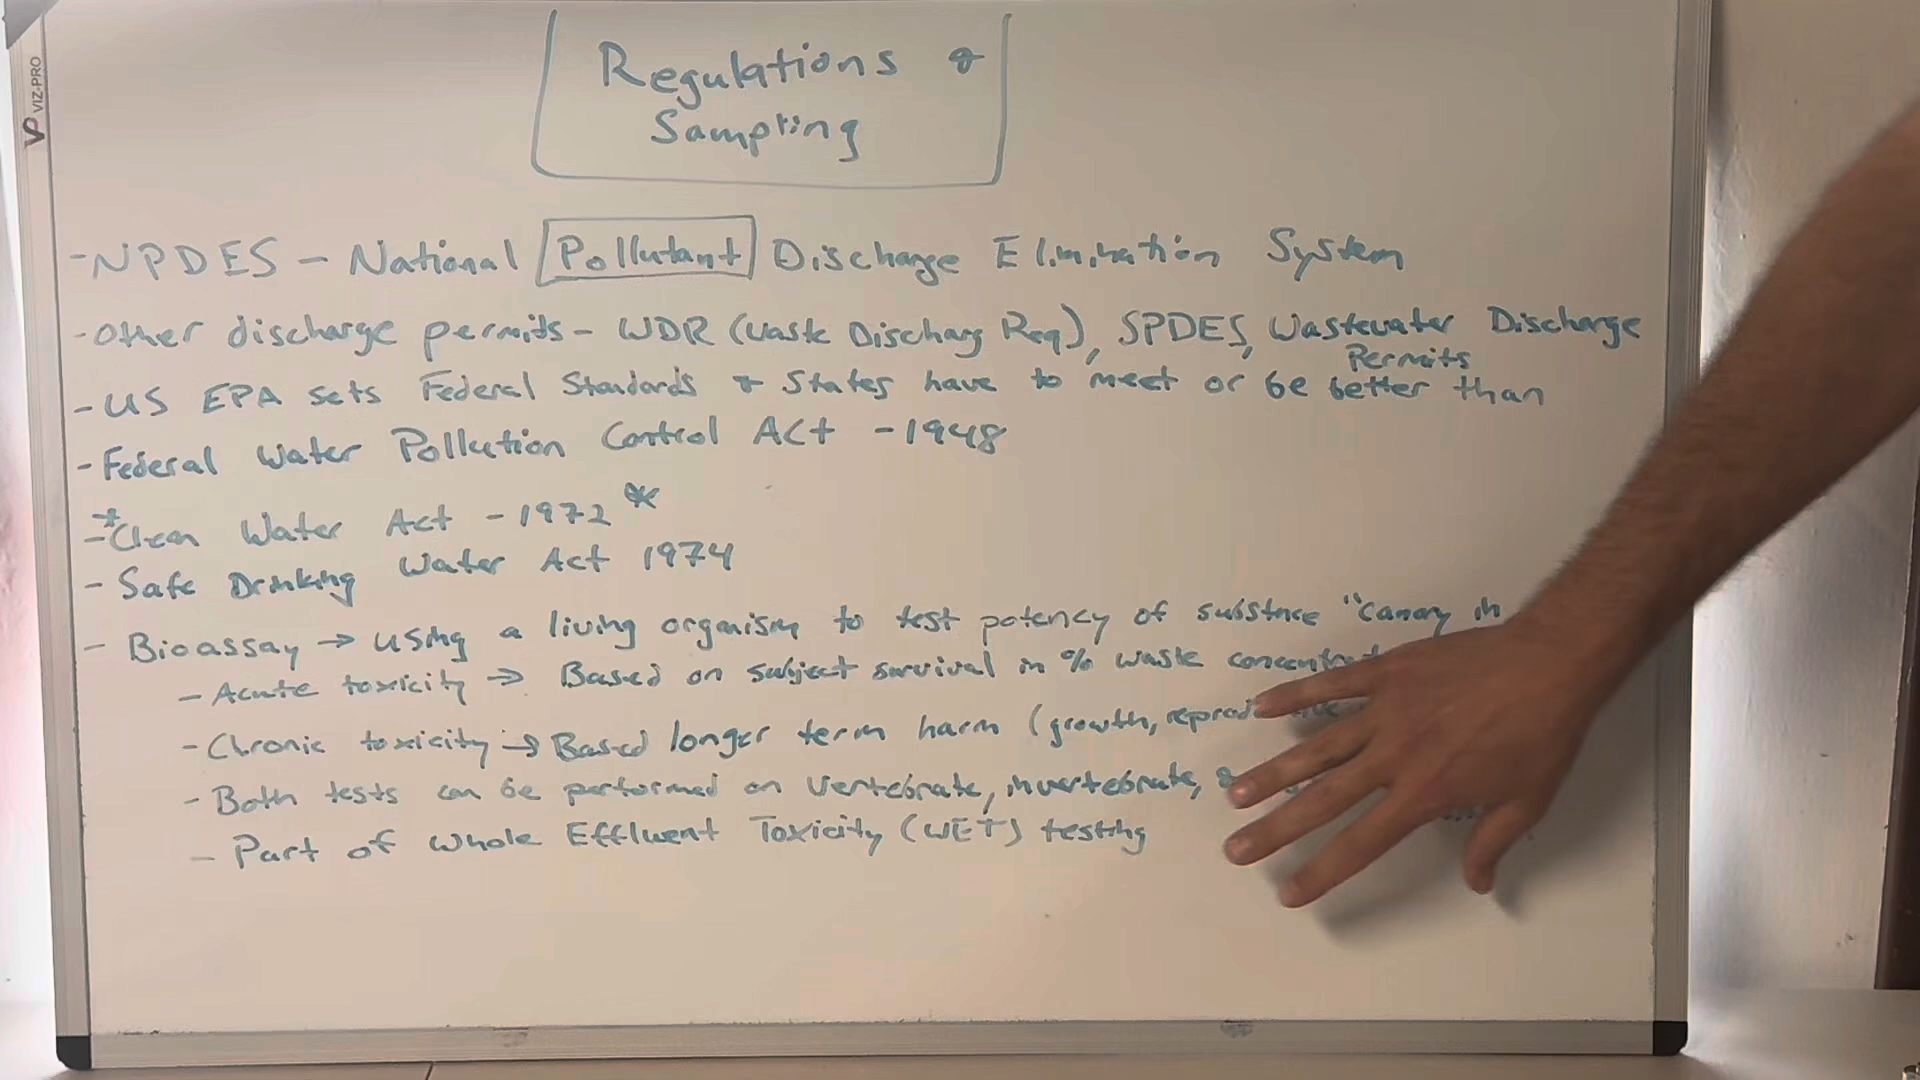 VP VIZ-PRO
Regulations &
Sampling
- NPDES - National Pollutant Discharge Elimination System
- Other discharge permits - WDR (Waste Discharg Req), SPDES, Wastewater Discharge
Permits
- US EPA sets Federal Standards & States have to meet or be better than
- Federal Water Pollution Control Act - 1948
* - Clean Water Act - 1972 *
- Safe Drinking Water Act 1974
- Bioassay → using a living organism to test potency of substnce "Canary in
- Acute toxicity → Based on subject survival in % waste
- Chronic toxicity → Based longer term harm (growth,
- Both tests can be performed on vertebrate, invertebrate, &
- Part of Whole Effluent Toxicity (WET) testing